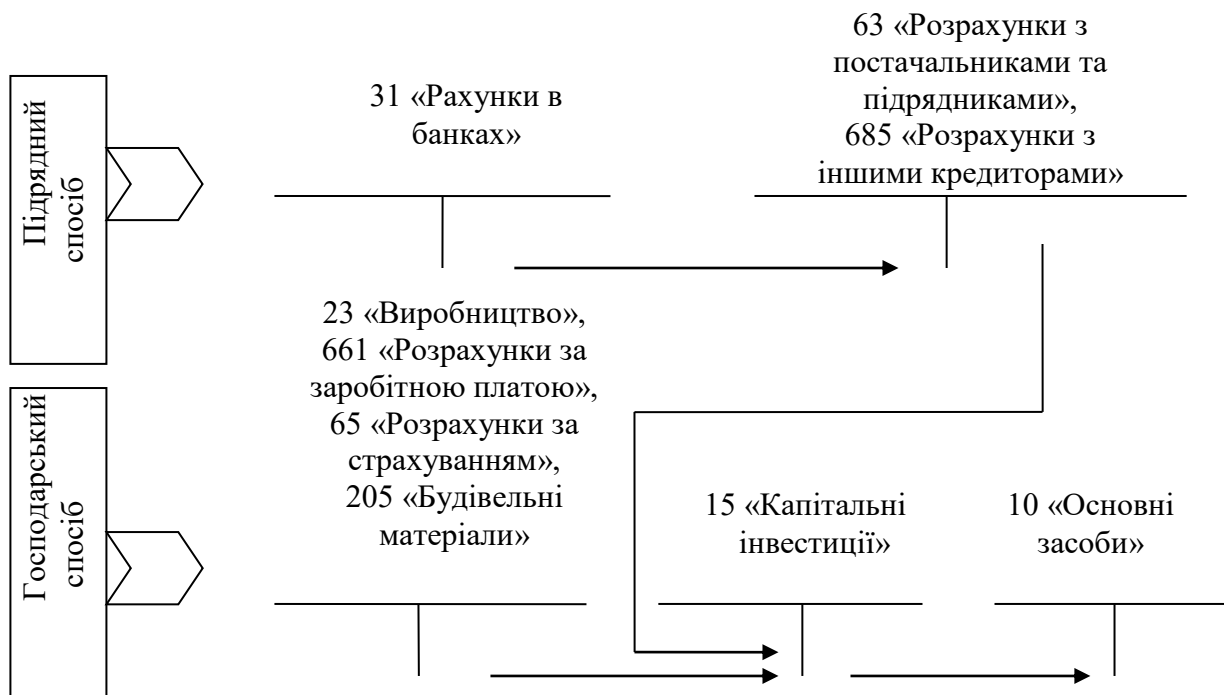 Підрядний
спосіб
31 «Рахунки в
банках»
63 «Розрахунки з
постачальниками та
підрядниками»,
685 «Розрахунки з
іншими кредиторами»
Господарський
спосіб
23 «Виробництво»,
661 «Розрахунки за
заробітною платою»,
65 «Розрахунки за
страхуванням»,
205 «Будівельні
матеріали»
15 «Капітальні
інвестиції»
10 «Основні
засоби»